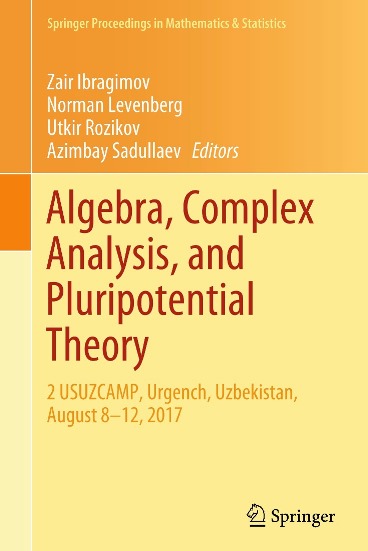 Springer Proceedings in Mathematics & Statistics
Zair Ibragimov
Norman Levenberg
Utkir Rozikov
Azimbay Sadullaev Editors
Algebra, Complex
Analysis, and
Pluripotential
Theory
2 USUZCAMP, Urgench, Uzbekistan,
August 8–12, 2017
Springer